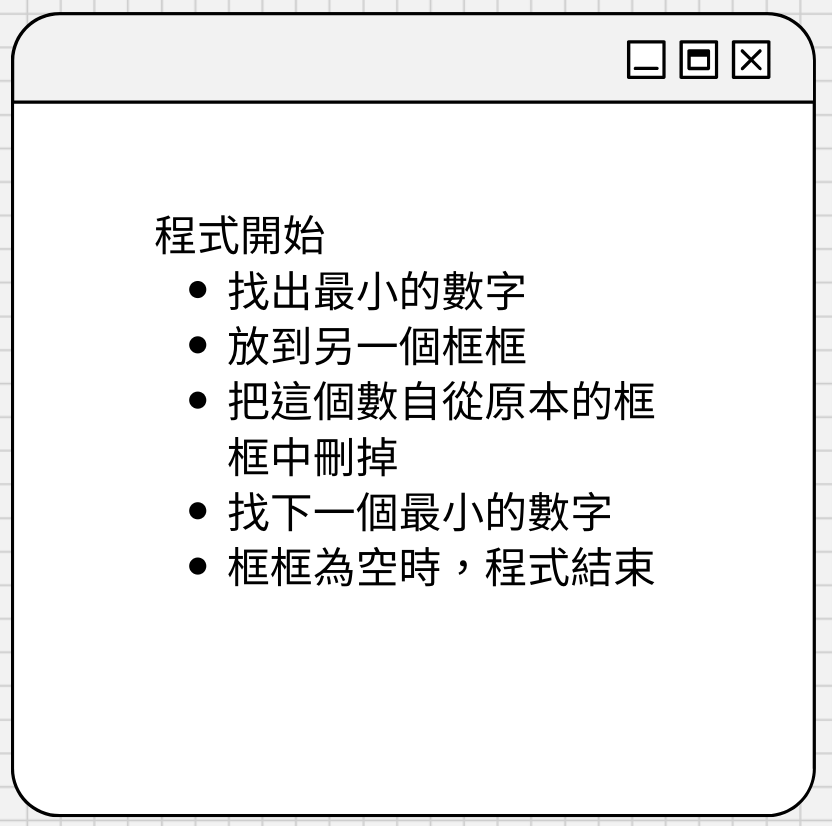 程式開始
• 找出最小的數字
• 放到另一個框框
• 把這個數自從原本的框
框中刪掉
• 找下一個最小的數字
• 框框為空時，程式結束